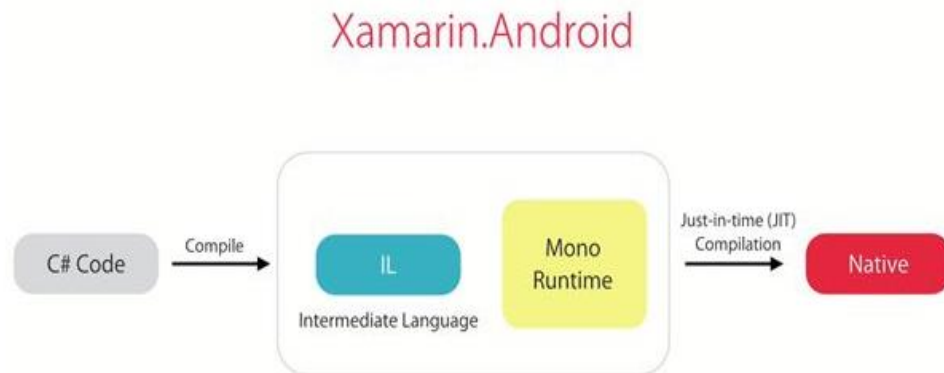 Xamarin.Android
C# Code
Compile
IL
Intermediate Language
Mono
Runtime
Just-in-time (JIT)
Compilation
Native